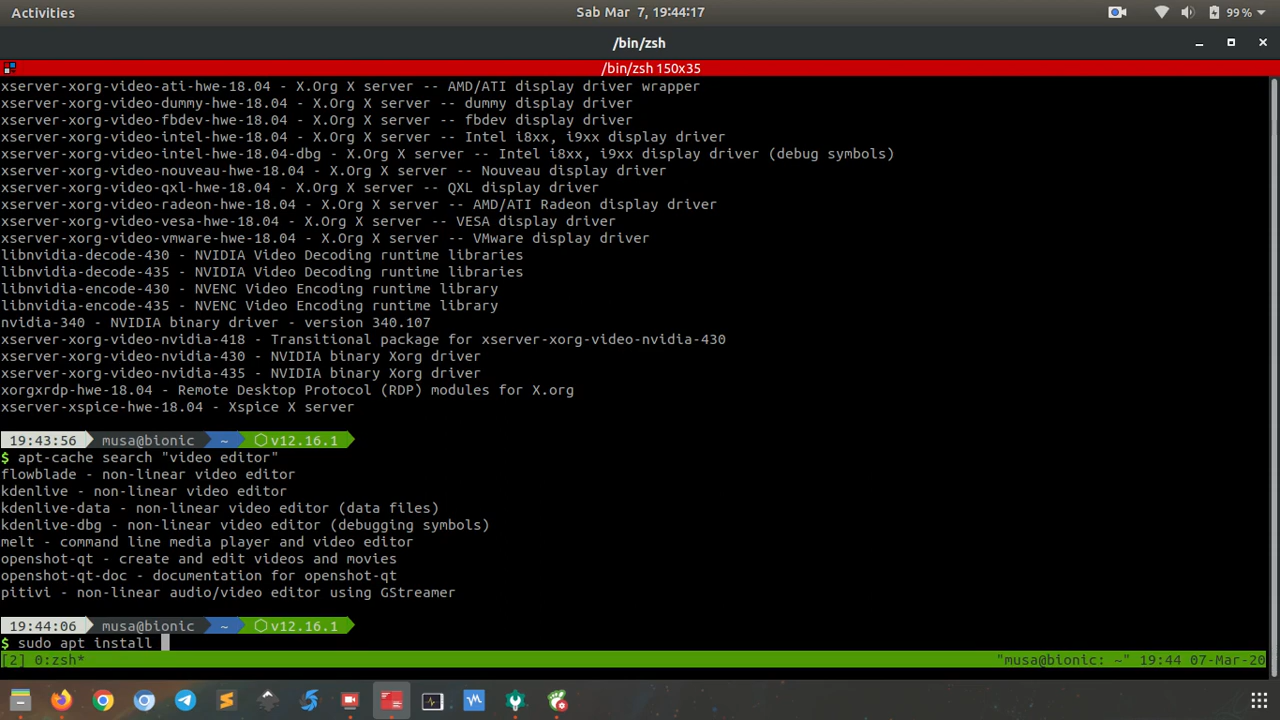 Activities
Sab Mar 7, 19:44:17
99 %
/bin/zsh
/bin/zsh 150x35
xserver-xorg-video-ati-hwe-18.04 - X.Org X server -- AMD/ATI display driver wrapper
xserver-xorg-video-dummy-hwe-18.04 - X.Org X server -- dummy display driver
xserver-xorg-video-fbdev-hwe-18.04 - X.Org X server -- fbdev display driver
xserver-xorg-video-intel-hwe-18.04 - X.Org X server -- Intel i8xx, i9xx display driver
xserver-xorg-video-intel-hwe-18.04-dbg - X.Org X server -- Intel i8xx, i9xx display driver (debug symbols)
xserver-xorg-video-nouveau-hwe-18.04 - X.Org X server -- Nouveau display driver
xserver-xorg-video-qxl-hwe-18.04 - X.Org X server -- QXL display driver
xserver-xorg-video-radeon-hwe-18.04 - X.Org X server -- AMD/ATI Radeon display driver
xserver-xorg-video-vesa-hwe-18.04 - X.Org X server -- VESA display driver
xserver-xorg-video-vmware-hwe-18.04 - X.Org X server -- VMware display driver
libnvidia-decode-430 - NVIDIA Video Decoding runtime libraries
libnvidia-decode-435 - NVIDIA Video Decoding runtime libraries
libnvidia-encode-430 - NVENC Video Encoding runtime library
libnvidia-encode-435 - NVENC Video Encoding runtime library
nvidia-340 - NVIDIA binary driver - version 340.107
xserver-xorg-video-nvidia-418 - Transitional package for xserver-xorg-video-nvidia-430
xserver-xorg-video-nvidia-430 - NVIDIA binary Xorg driver
xserver-xorg-video-nvidia-435 - NVIDIA binary Xorg driver
xorgxrdp-hwe-18.04 - Remote Desktop Protocol (RDP) modules for X.org
xserver-xspice-hwe-18.04 - Xspice X server
19:43:56 musa@bionic ~ v12.16.1
$ apt-cache search "video editor"
flowblade - non-linear video editor
kdenlive - non-linear video editor
kdenlive-data - non-linear video editor (data files)
kdenlive-dbg - non-linear video editor (debugging symbols)
melt - command line media player and video editor
openshot-qt - create and edit videos and movies
openshot-qt-doc - documentation for openshot-qt
pitivi - non-linear audio/video editor using GStreamer
19:44:06 musa@bionic ~ v12.16.1
$ sudo apt install
[2] 0:zsh* "musa@bionic: ~" 19:44 07-Mar-20